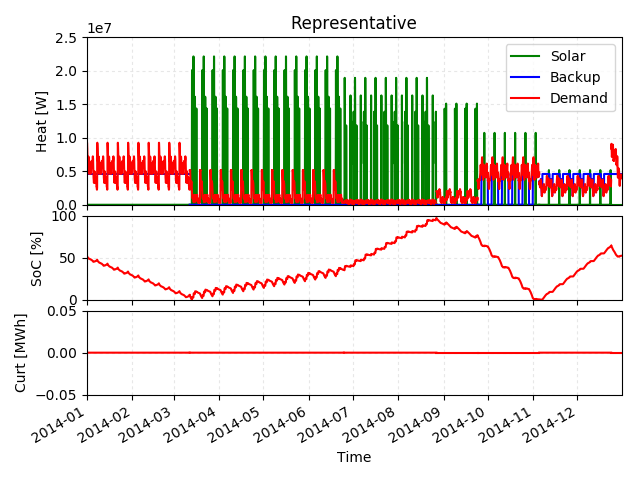 Representative
1e7
2.5
2.0
1.5
1.0
0.5
0.0
Heat [W]
Solar
Backup
Demand
100
50
0
SoC [%]
0.05
0.00
−0.05
Curt [MWh]
2014-01
2014-02
2014-03
2014-04
2014-05
2014-06
2014-07
2014-08
2014-09
2014-10
2014-11
2014-12
Time